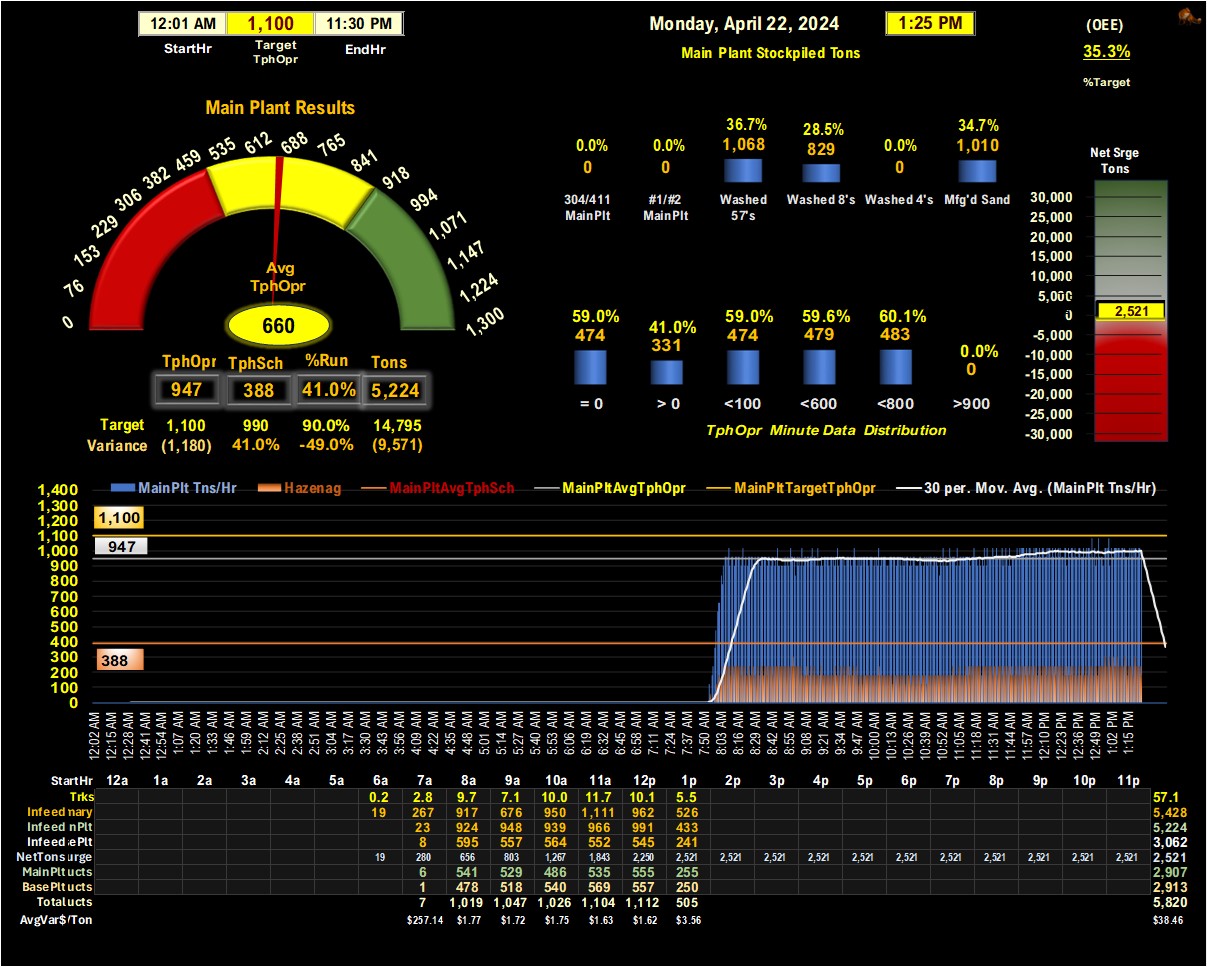 12:01 AM 1,100 11:30 PM
StartHr Target TphOpr EndHr
Monday, April 22, 2024 1:25 PM
Main Plant Stockpiled Tons
(OEE)
35.3%
%Target
Main Plant Results
0 76 153 229 306 382 459 535 612 688 765 841 918 994 1,071 1,147 1,224 1,300
Avg
TphOpr
660
TphOpr TphSch %Run Tons
947 388 41.0% 5,224
Target 1,100 990 90.0% 14,795
Variance (1,180) 41.0% -49.0% (9,571)
0.0% 0.0% 36.7% 28.5% 0.0% 34.7%
0 0 1,068 829 0 1,010
304/411 MainPlt #1/#2 MainPlt Washed 57's Washed 8's Washed 4's Mfg'd Sand
59.0% 41.0% 59.0% 59.6% 60.1% 0.0%
474 331 474 479 483 0
= 0 > 0 <100 <600 <800 >900
TphOpr Minute Data Distribution
Net Srge
Tons
30,000
25,000
20,000
15,000
10,000
5,000
0
2,521
-5,000
-10,000
-15,000
-20,000
-25,000
-30,000
MainPlt Tns/Hr Hazenag MainPltAvgTphSch MainPltAvgTphOpr MainPltTargetTphOpr 30 per. Mov. Avg. (MainPlt Tns/Hr)
1,400
1,300
1,200
1,100
1,000
900
800
700
600
500
400
300
200
100
0
1,100
947
388
12:02 AM 12:15 AM 12:28 AM 12:41 AM 12:54 AM 1:07 AM 1:20 AM 1:33 AM 1:46 AM 1:59 AM 2:12 AM 2:25 AM 2:38 AM 2:51 AM 3:04 AM 3:17 AM 3:30 AM 3:43 AM 3:56 AM 4:09 AM 4:22 AM 4:35 AM 4:48 AM 5:01 AM 5:14 AM 5:27 AM 5:40 AM 5:53 AM 6:06 AM 6:19 AM 6:32 AM 6:45 AM 6:58 AM 7:11 AM 7:24 AM 7:37 AM 7:50 AM 8:03 AM 8:16 AM 8:29 AM 8:42 AM 8:55 AM 9:08 AM 9:21 AM 9:34 AM 9:47 AM 10:00 AM 10:13 AM 10:26 AM 10:39 AM 10:52 AM 11:05 AM 11:18 AM 11:31 AM 11:44 AM 11:57 AM 12:10 PM 12:23 PM 12:36 PM 12:49 PM 1:02 PM 1:15 PM
StartHr 12a 1a 2a 3a 4a 5a 6a 7a 8a 9a 10a 11a 12p 1p 2p 3p 4p 5p 6p 7p 8p 9p 10p 11p
Trks 0.2 2.8 9.7 7.1 10.0 11.7 10.1 5.5 57.1
Infeed mary 19 267 917 676 950 1,111 962 526 5,428
Infeed nPlt 23 924 948 939 966 991 433 5,224
Infeed ePlt 8 595 557 564 552 545 241 3,062
NetTons urge 19 280 656 803 1,267 1,843 2,250 2,521 2,521 2,521 2,521 2,521 2,521 2,521 2,521 2,521 2,521 2,521 2,521
MainPlt ucts 6 541 529 486 535 555 255 2,907
BasePlt ucts 1 478 518 540 569 557 250 2,913
Total ucts 7 1,019 1,047 1,026 1,104 1,112 505 5,820
AvgVar$/Ton $257.14 $1.77 $1.72 $1.75 $1.63 $1.62 $3.56 $38.46